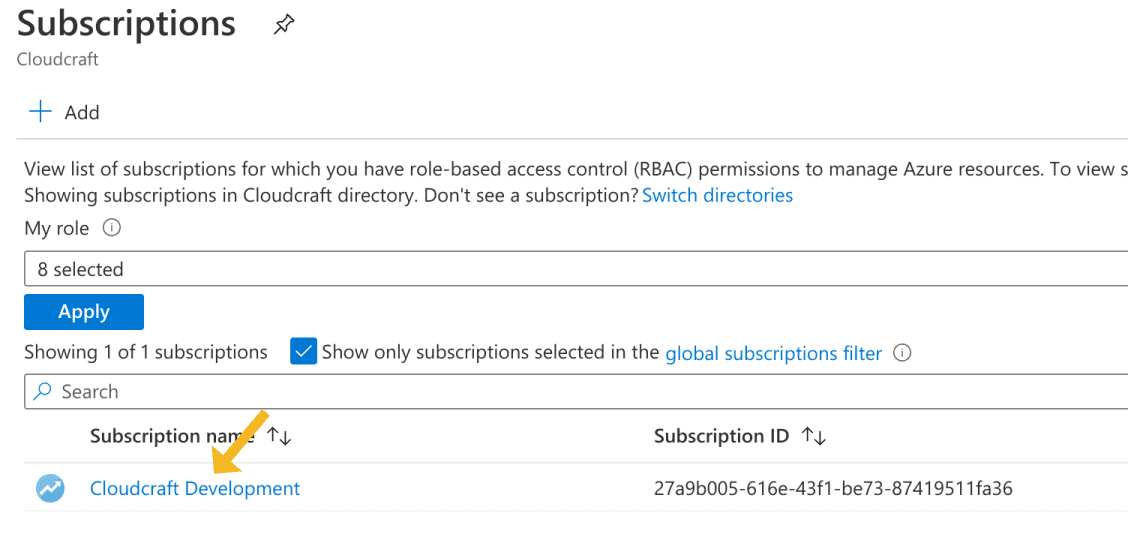 Subscriptions
Cloudcraft
Add
View list of subscriptions for which you have role-based access control (RBAC) permissions to manage Azure resources. To view s
Showing subscriptions in Cloudcraft directory. Don't see a subscription? Switch directories
My role
8 selected
Apply
Showing 1 of 1 subscriptions Show only subscriptions selected in the global subscriptions filter
Search
Subscription name Subscription ID
Cloudcraft Development 27a9b005-616e-43f1-be73-87419511fa36